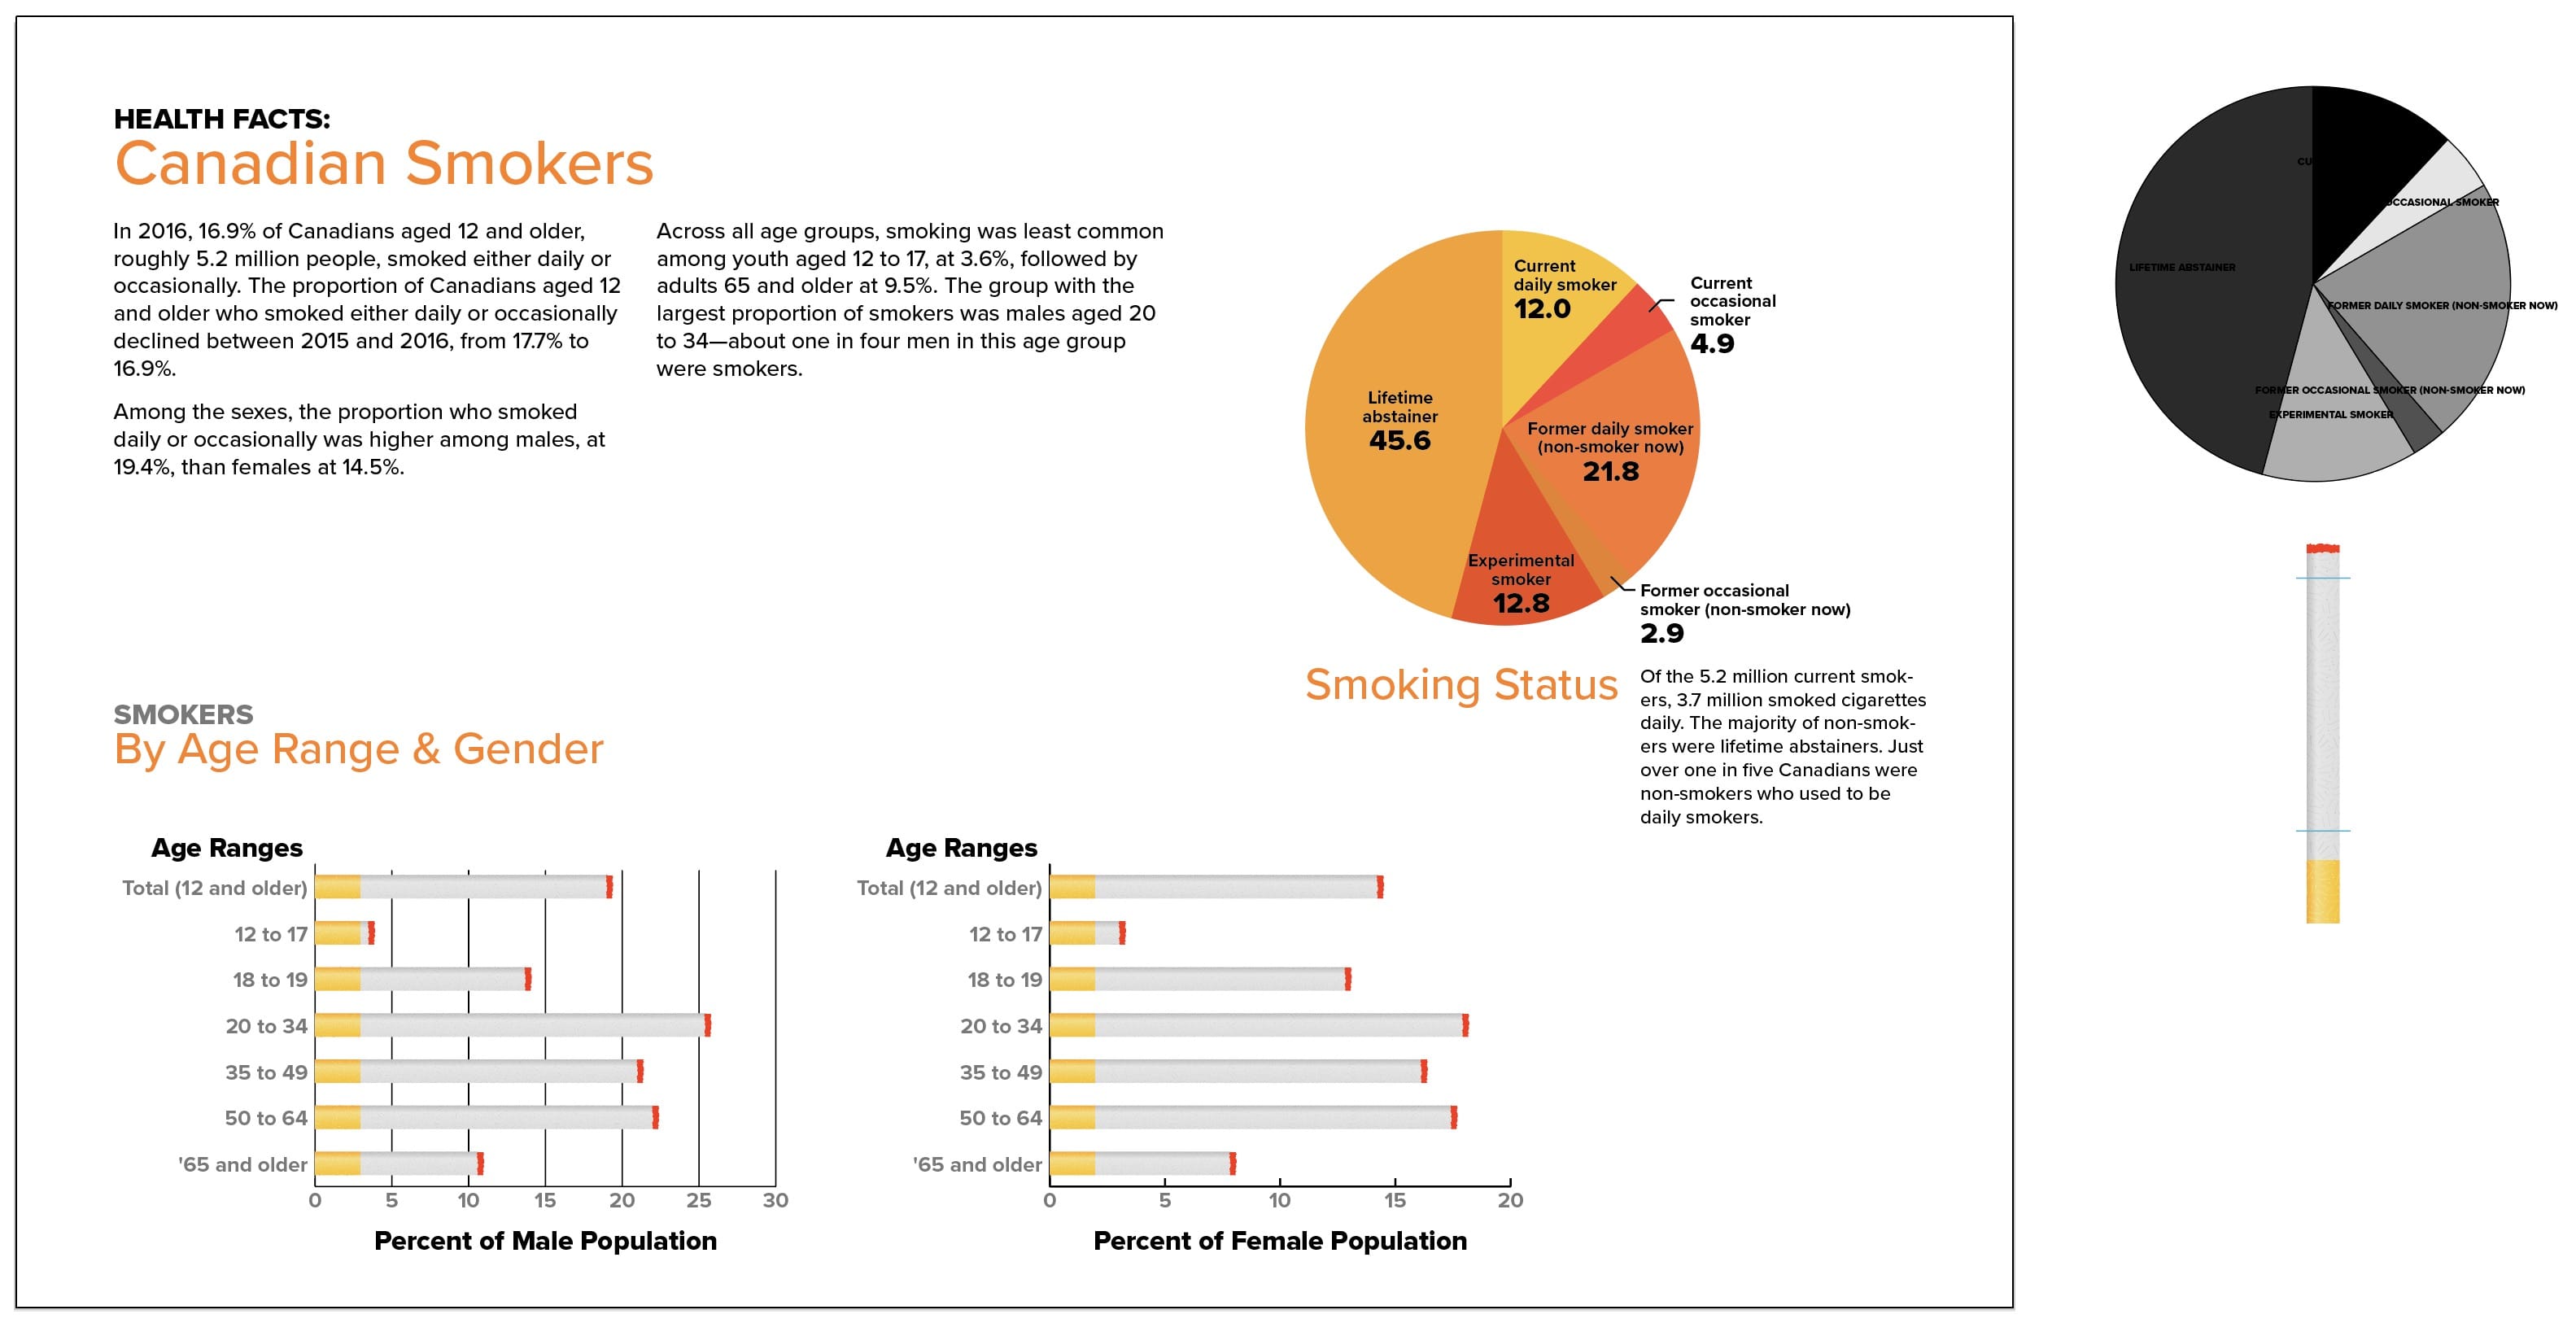 HEALTH FACTS:
Canadian Smokers
In 2016, 16.9% of Canadians aged 12 and older,
roughly 5.2 million people, smoked either daily or
occasionally. The proportion of Canadians aged 12
and older who smoked either daily or occasionally
declined between 2015 and 2016, from 17.7% to
16.9%.
Among the sexes, the proportion who smoked
daily or occasionally was higher among males, at
19.4%, than females at 14.5%.
Across all age groups, smoking was least common
among youth aged 12 to 17, at 3.6%, followed by
adults 65 and older at 9.5%. The group with the
largest proportion of smokers was males aged 20
to 34—about one in four men in this age group
were smokers.
Current
daily smoker
12.0
Current
occasional
smoker
4.9
Lifetime
abstainer
45.6
Former daily smoker
(non-smoker now)
21.8
Experimental
smoker
12.8
Former occasional
smoker (non-smoker now)
2.9
Smoking Status
Of the 5.2 million current smok-
ers, 3.7 million smoked cigarettes
daily. The majority of non-smok-
ers were lifetime abstainers. Just
over one in five Canadians were
non-smokers who used to be
daily smokers.
SMOKERS
By Age Range & Gender
Age Ranges
Total (12 and older)
12 to 17
18 to 19
20 to 34
35 to 49
50 to 64
'65 and older
0 5 10 15 20 25 30
Percent of Male Population
Age Ranges
Total (12 and older)
12 to 17
18 to 19
20 to 34
35 to 49
50 to 64
'65 and older
0 5 10 15 20
Percent of Female Population
OCCASIONAL SMOKER
LIFETIME ABSTAINER
FORMER DAILY SMOKER (NON-SMOKER NOW)
FORMER OCCASIONAL SMOKER (NON-SMOKER NOW)
EXPERIMENTAL SMOKER